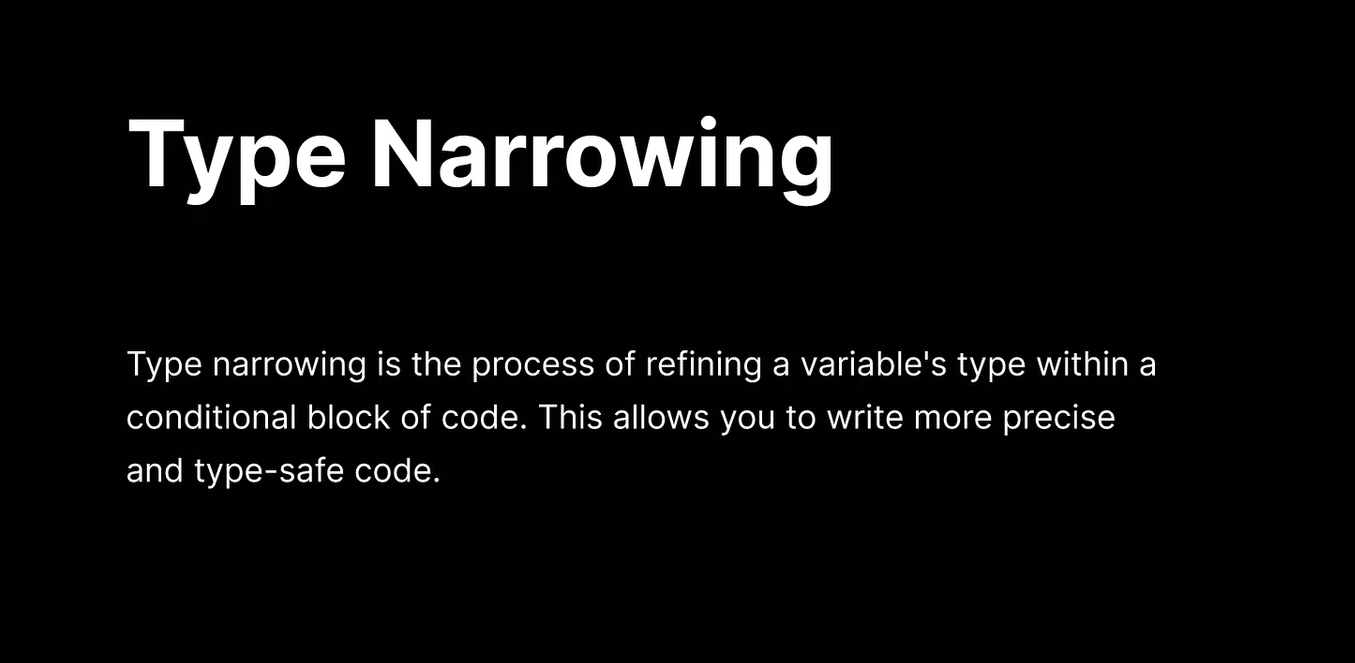 Type Narrowing
Type narrowing is the process of refining a variable's type within a
conditional block of code. This allows you to write more precise
and type-safe code.